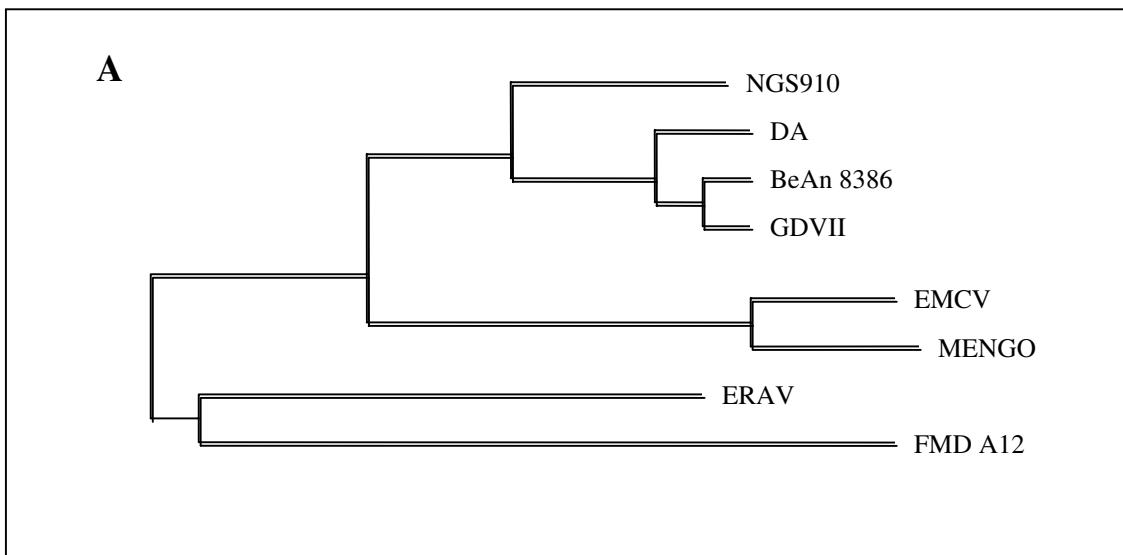 A
NGS910
DA
BeAn 8386
GDVII
EMCV
MENGO
ERAV
FMD A12